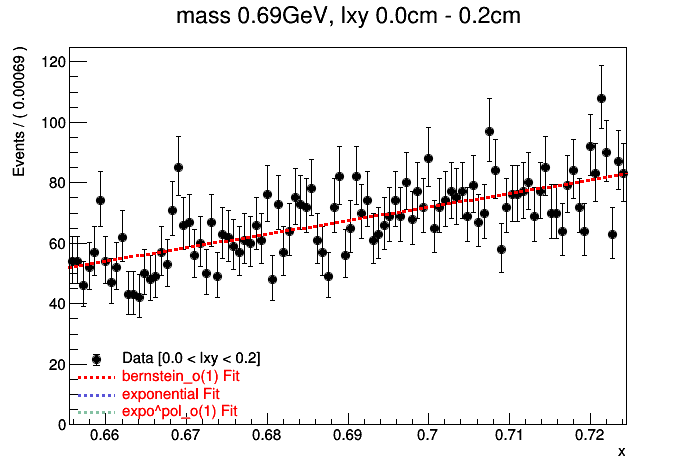 mass 0.69GeV, lxy 0.0cm - 0.2cm
Events / ( 0.00069 )
120
100
80
60
40
20
0
Data [0.0 < lxy < 0.2]
bernstein_o(1) Fit
exponential Fit
expo^pol_o(1) Fit
0.66 0.67 0.68 0.69 0.7 0.71 0.72
x